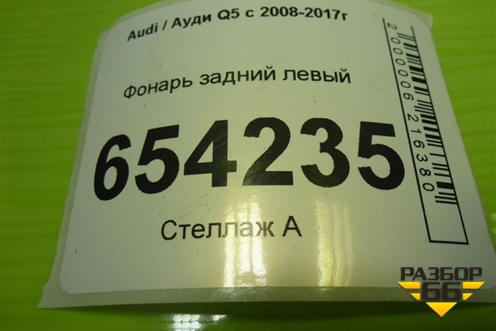 Audi / Ауди Q5 с 2008-2017г
Фонарь задний левый
654235
Стеллаж А
2000006216380
РАЗБОР
66